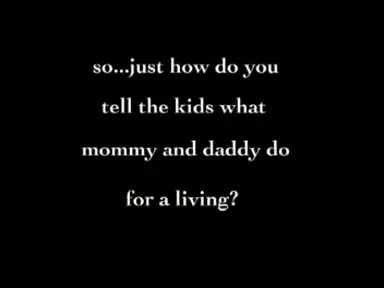 so...just how do you
tell the kids what
mommy and daddy do
for a living?